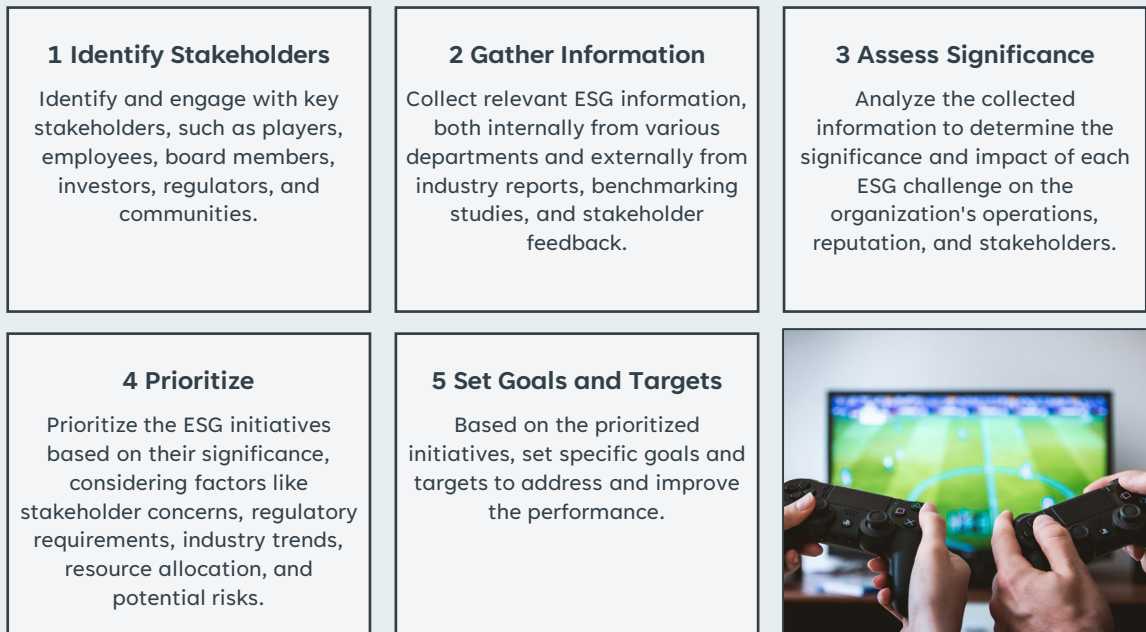 1 Identify Stakeholders
Identify and engage with key
stakeholders, such as players,
employees, board members,
investors, regulators, and
communities.
2 Gather Information
Collect relevant ESG information,
both internally from various
departments and externally from
industry reports, benchmarking
studies, and stakeholder
feedback.
3 Assess Significance
Analyze the collected
information to determine the
significance and impact of each
ESG challenge on the
organization's operations,
reputation, and stakeholders.
4 Prioritize
Prioritize the ESG initiatives
based on their significance,
considering factors like
stakeholder concerns, regulatory
requirements, industry trends,
resource allocation, and
potential risks.
5 Set Goals and Targets
Based on the prioritized
initiatives, set specific goals and
targets to address and improve
the performance.